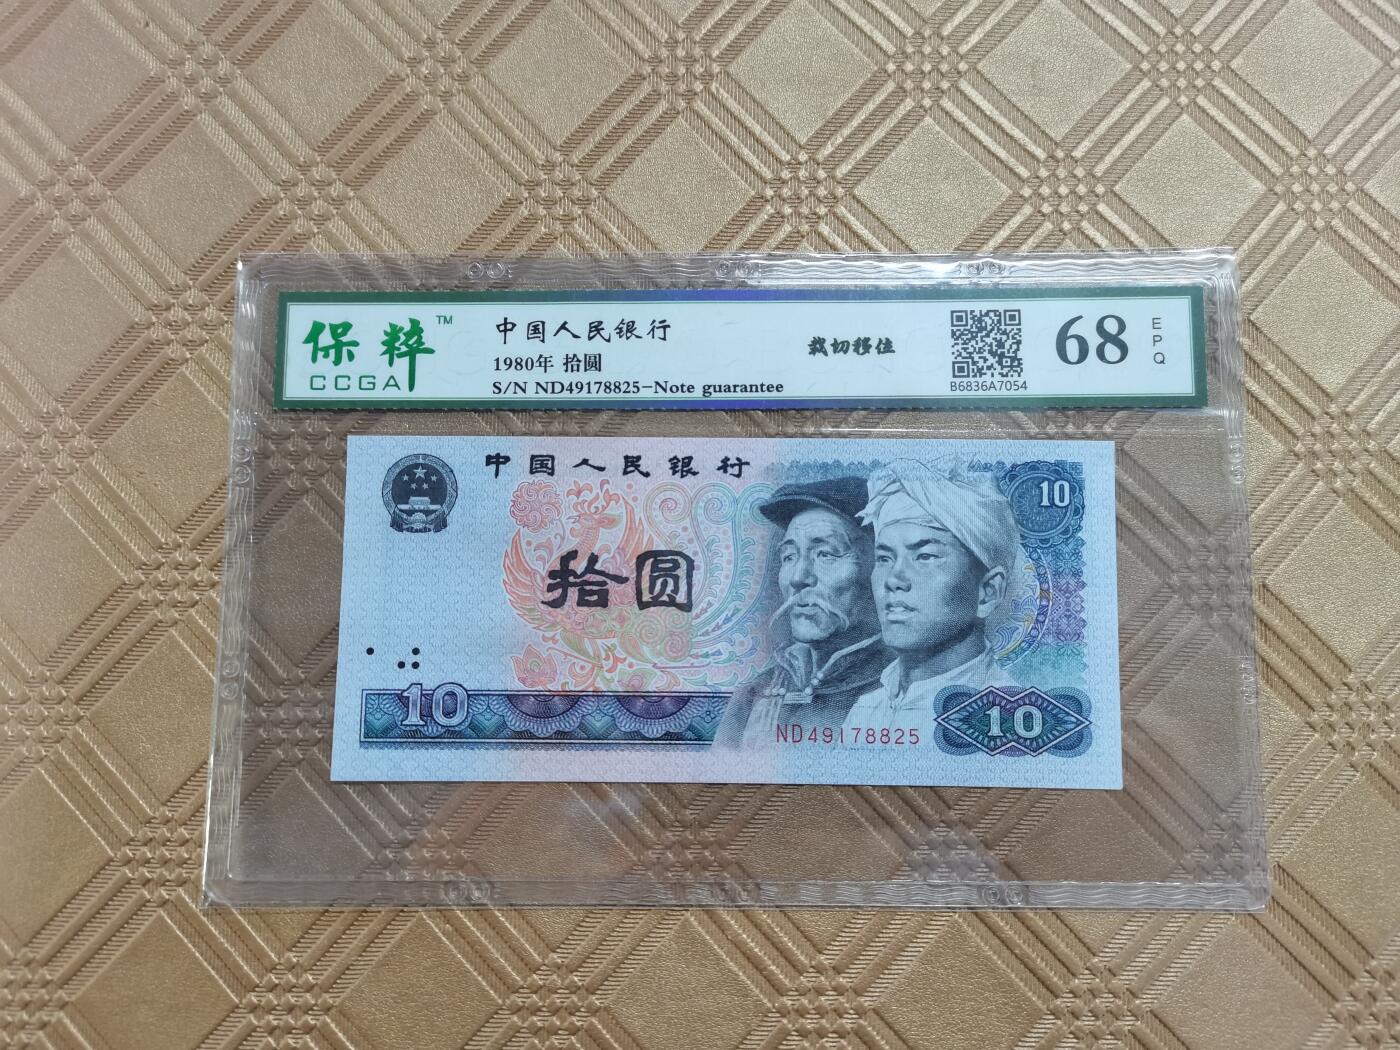 保粹™
CCGA
中国人民银行
1980年 拾圆
S/N ND49178825-Note guarantee
裁切移位
B6836A7054
68
EPQ
中国人民银行
10
拾圆
10
ND49178825
10